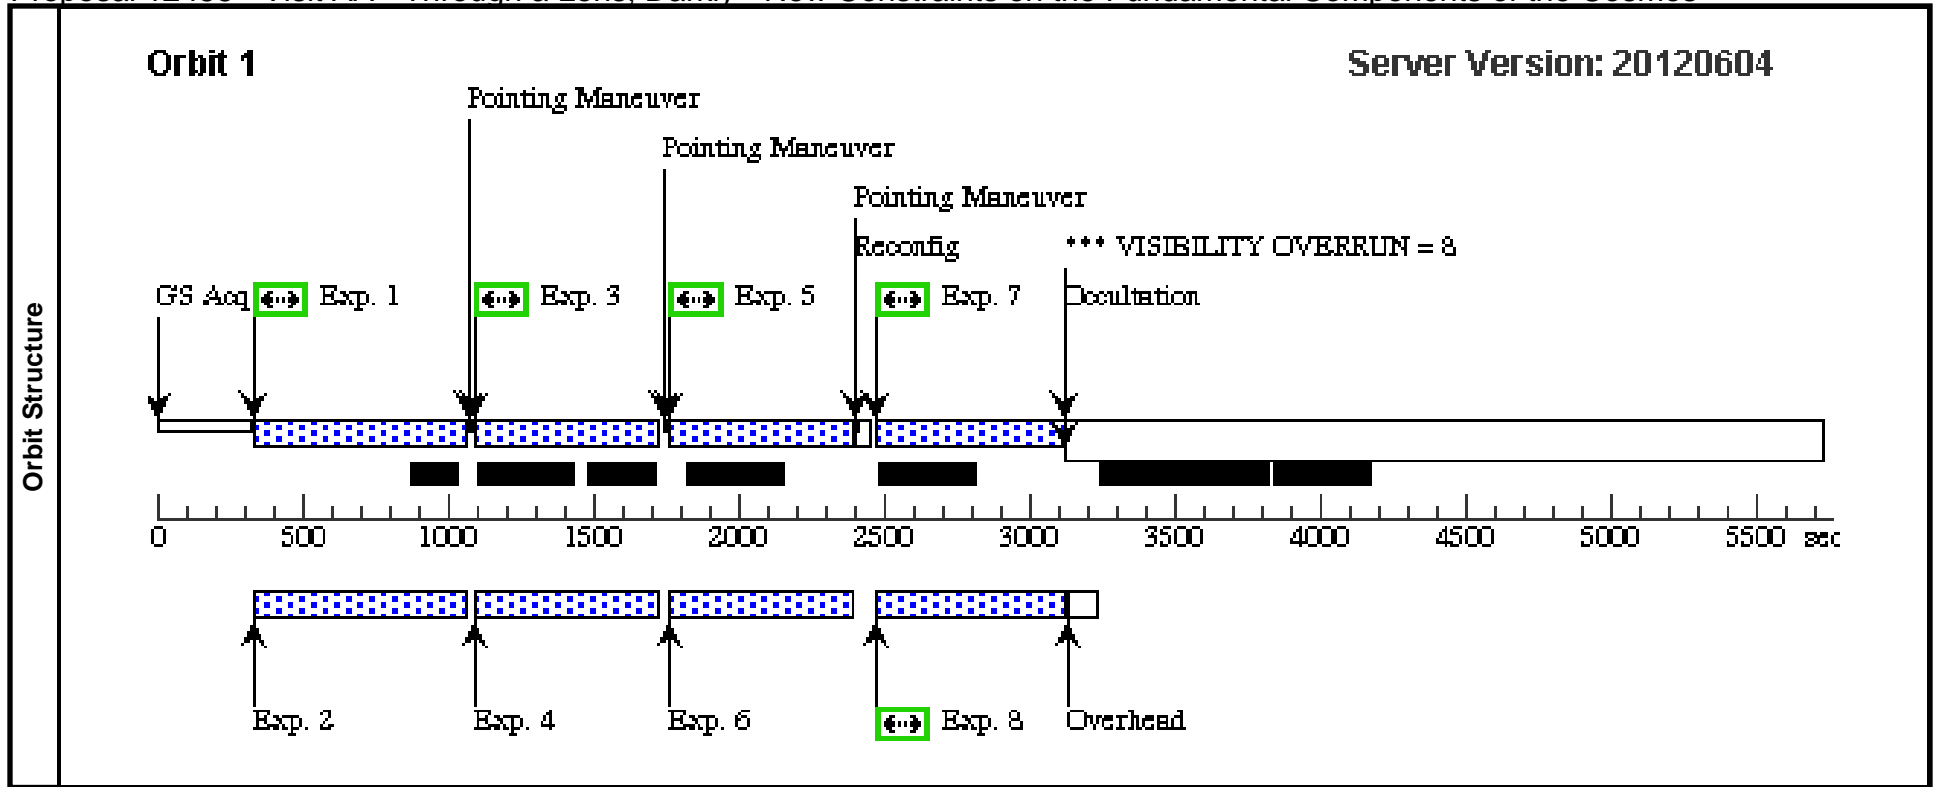 Orbit 1
Server Version: 20120604
Pointing Maneuver
Pointing Maneuver
Pointing Maneuver
Reconfig
*** VISIBILITY OVERRUN = 8
GS Acq
Exp. 1
Exp. 3
Exp. 5
Exp. 7
Occultation
Orbit Structure
0 500 1000 1500 2000 2500 3000 3500 4000 4500 5000 5500 sec
Exp. 2
Exp. 4
Exp. 6
Exp. 8
Overhead